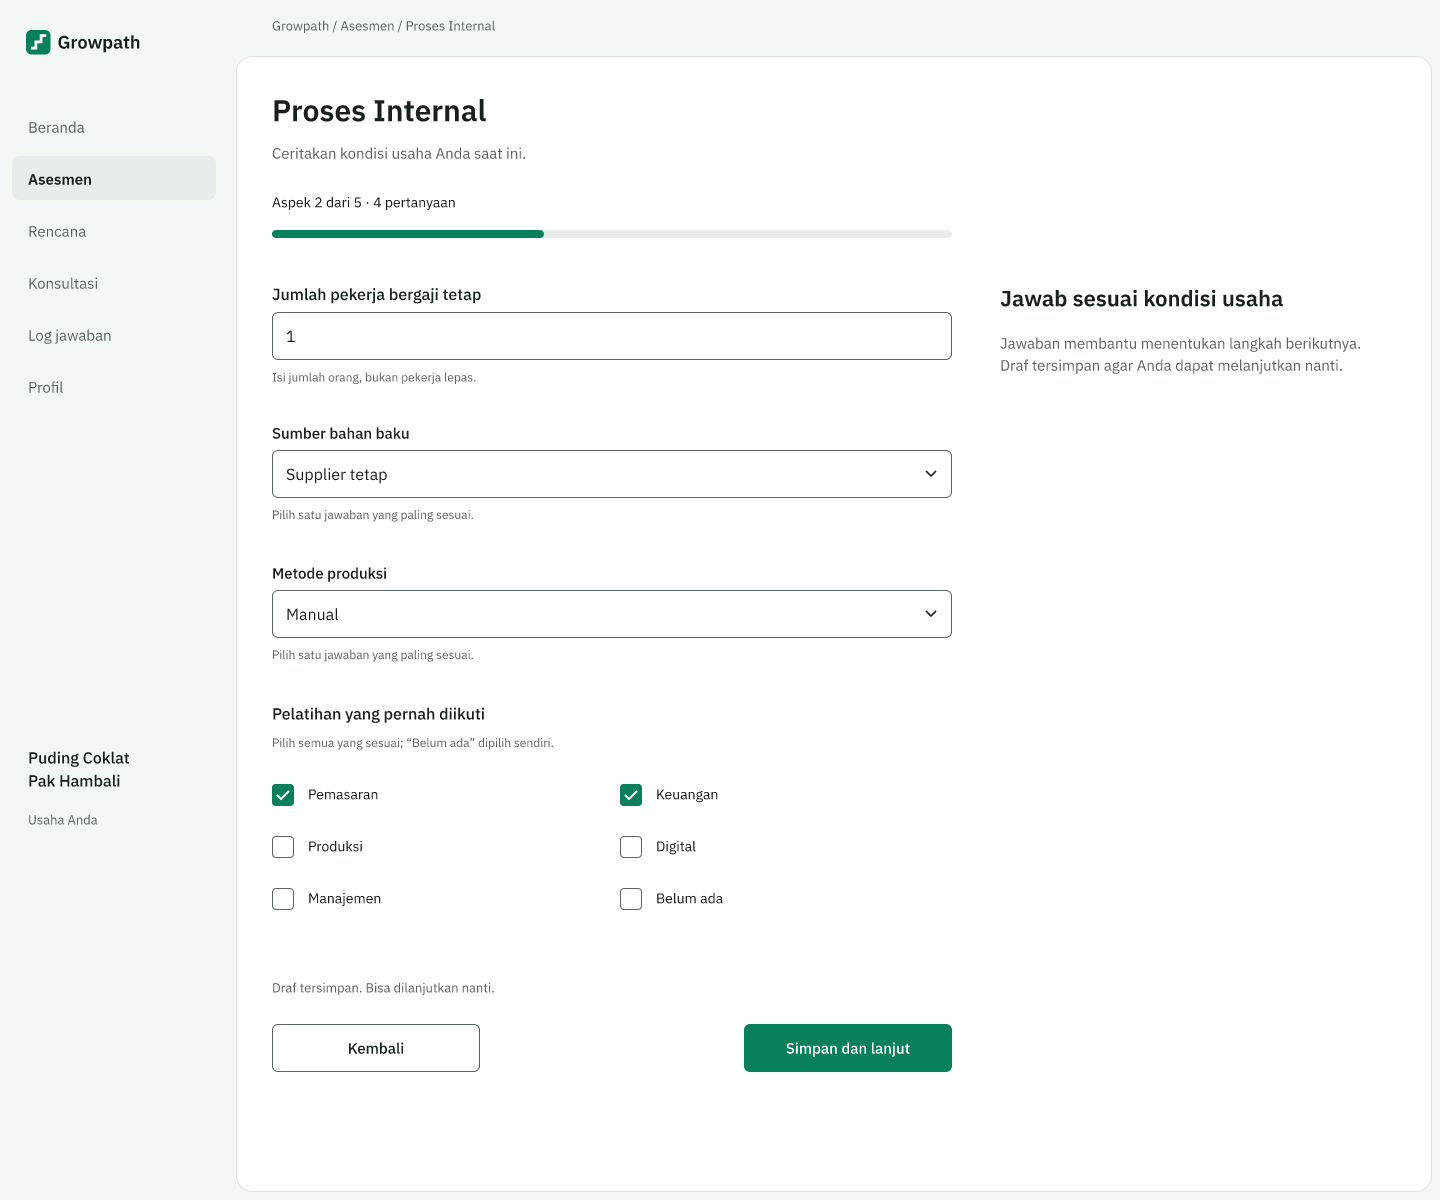 Growpath
Beranda
Asesmen
Rencana
Konsultasi
Log jawaban
Profil
Puding Coklat
Pak Hambali
Usaha Anda
Growpath / Asesmen / Proses Internal
Proses Internal
Ceritakan kondisi usaha Anda saat ini.
Aspek 2 dari 5 · 4 pertanyaan
Jumlah pekerja bergaji tetap
1
Isi jumlah orang, bukan pekerja lepas.
Sumber bahan baku
Supplier tetap
Pilih satu jawaban yang paling sesuai.
Metode produksi
Manual
Pilih satu jawaban yang paling sesuai.
Pelatihan yang pernah diikuti
Pilih semua yang sesuai; “Belum ada” dipilih sendiri.
Pemasaran
Keuangan
Produksi
Digital
Manajemen
Belum ada
Draf tersimpan. Bisa dilanjutkan nanti.
Kembali
Simpan dan lanjut
Jawab sesuai kondisi usaha
Jawaban membantu menentukan langkah berikutnya.
Draf tersimpan agar Anda dapat melanjutkan nanti.